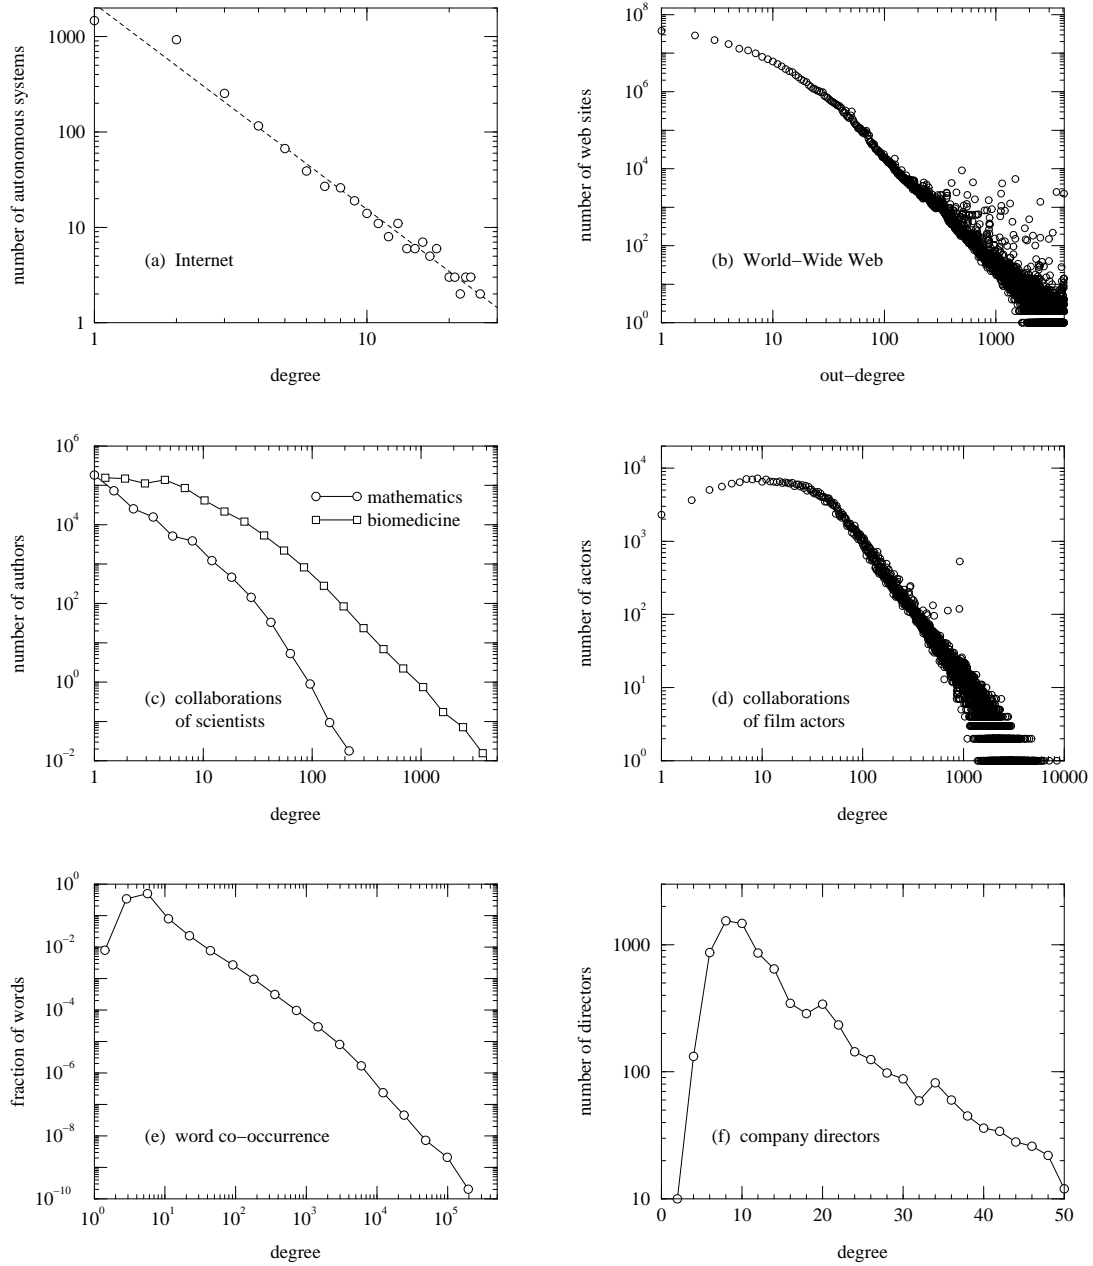 1000
100
10
1
1
10
number of autonomous systems
(a) Internet
degree
10^8
10^6
10^4
10^2
10^0
1
10
100
1000
number of web sites
(b) World−Wide Web
out−degree
10^6
10^4
10^2
10^0
10^−2
1
10
100
1000
number of authors
mathematics
biomedicine
(c) collaborations
of scientists
degree
10^4
10^3
10^2
10^1
10^0
1
10
100
1000
10000
number of actors
(d) collaborations
of film actors
degree
10^0
10^−2
10^−4
10^−6
10^−8
10^−10
10^0
10^1
10^2
10^3
10^4
10^5
fraction of words
(e) word co−occurrence
degree
1000
100
10
0
10
20
30
40
50
number of directors
(f) company directors
degree